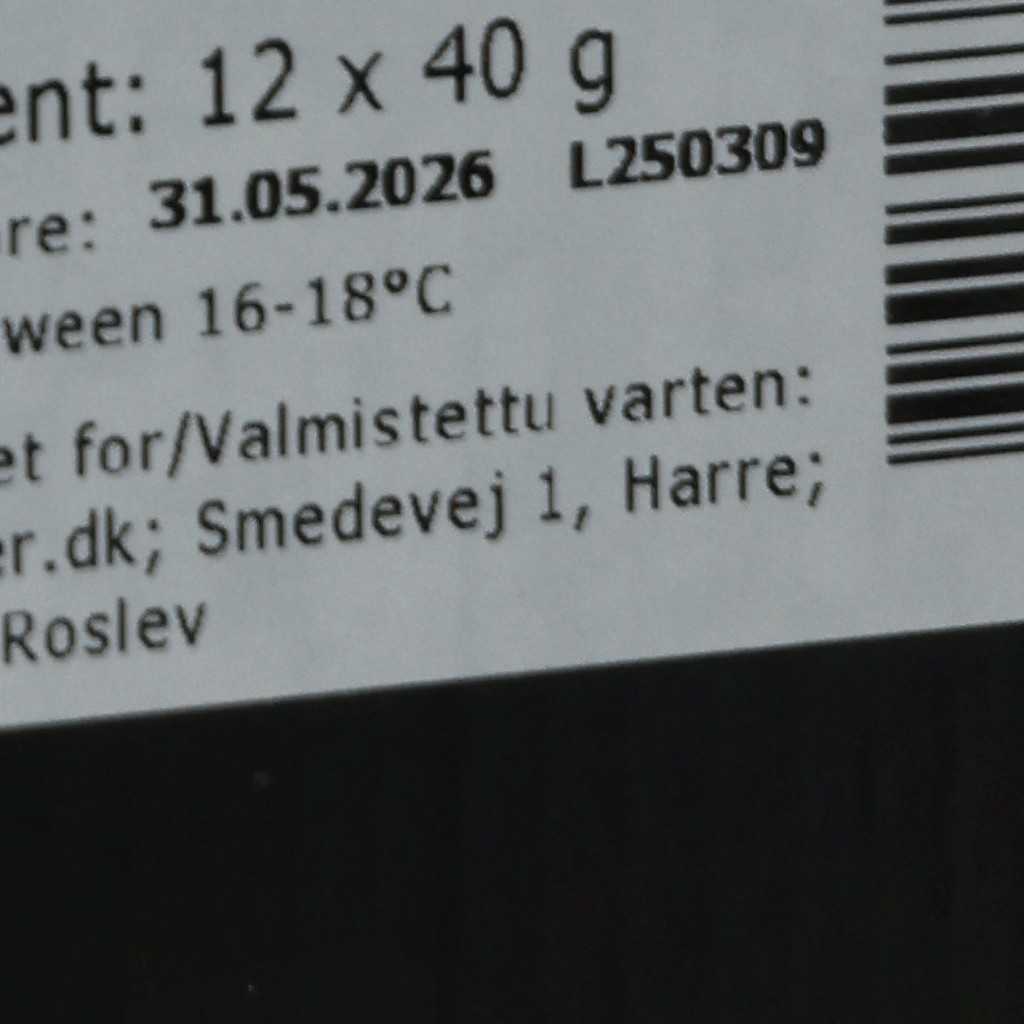 ent: 12 x 40 g
re: 31.05.2026 L250309
ween 16-18°C
et for/Valmistettu varten:
er.dk; Smedevej 1, Harre;
Roslev